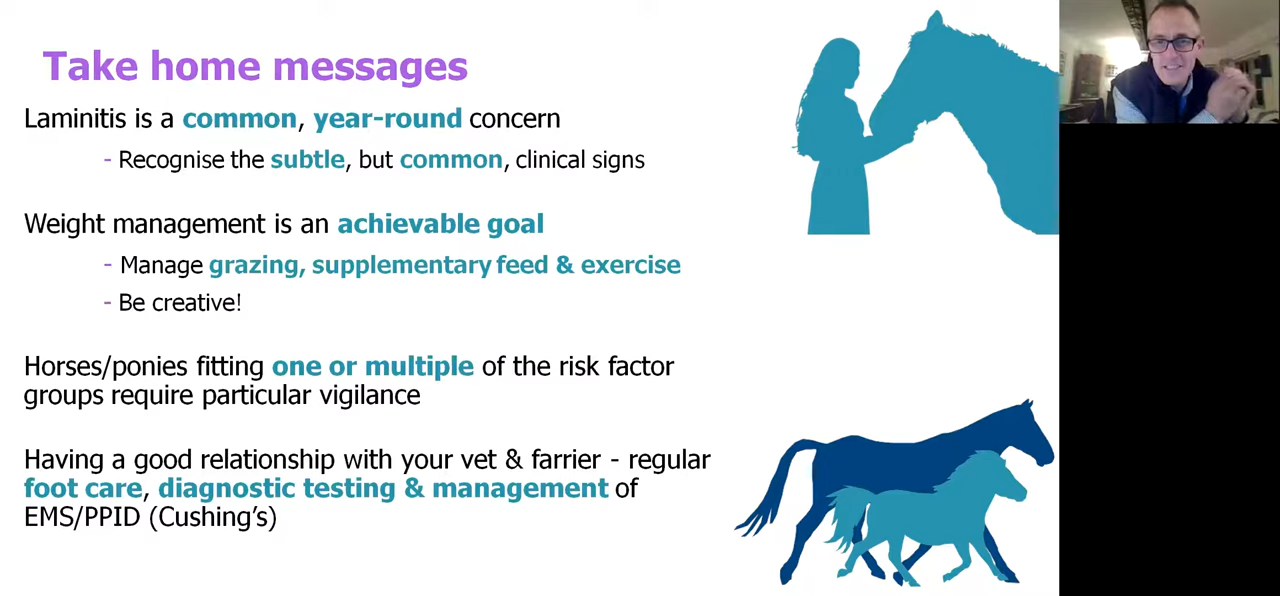 Take home messages
Laminitis is a common, year-round concern
- Recognise the subtle, but common, clinical signs
Weight management is an achievable goal
- Manage grazing, supplementary feed & exercise
- Be creative!
Horses/ponies fitting one or multiple of the risk factor
groups require particular vigilance
Having a good relationship with your vet & farrier - regular
foot care, diagnostic testing & management of
EMS/PPID (Cushing’s)